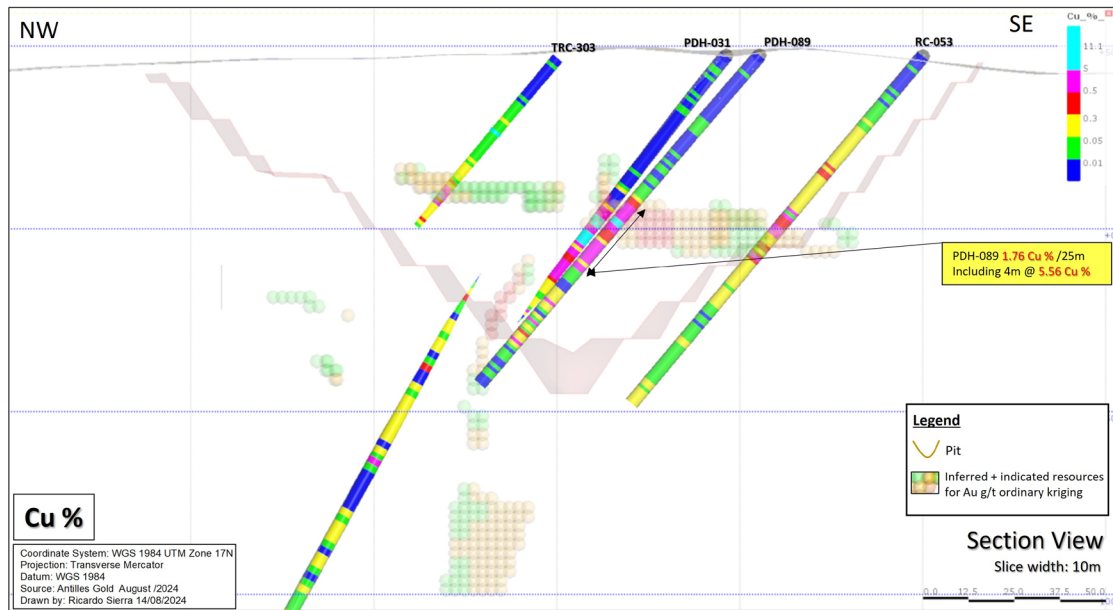 NW
SE
TRC-303
PDH-031
PDH-089
RC-053
Cu_%_
11.1
5
0.5
0.3
0.05
0.01
PDH-089 1.76 Cu % /25m
Including 4m @ 5.56 Cu %
Legend
Pit
Inferred + indicated resources
for Au g/t ordinary kriging
Cu %
Coordinate System: WGS 1984 UTM Zone 17N
Projection: Transverse Mercator
Datum: WGS 1984
Source: Antilles Gold August /2024
Drawn by: Ricardo Sierra 14/08/2024
Section View
Slice width: 10m
0.0 12.5 25.0 37.5 50.0